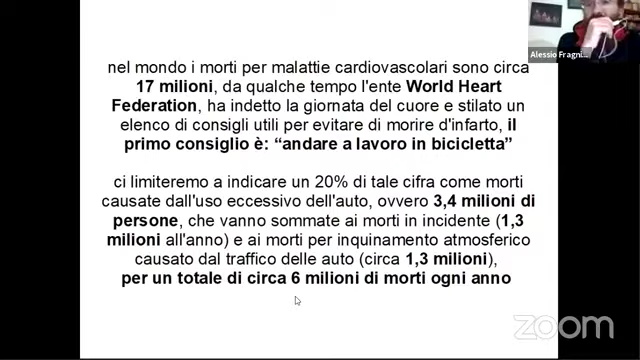 Alessio Fragni
nel mondo i morti per malattie cardiovascolari sono circa
17 milioni, da qualche tempo l'ente World Heart
Federation, ha indetto la giornata del cuore e stilato un
elenco di consigli utili per evitare di morire d'infarto, il
primo consiglio è: “andare a lavoro in bicicletta”
ci limiteremo a indicare un 20% di tale cifra come morti
causate dall'uso eccessivo dell'auto, ovvero 3,4 milioni di
persone, che vanno sommate ai morti in incidente (1,3
milioni all'anno) e ai morti per inquinamento atmosferico
causato dal traffico delle auto (circa 1,3 milioni),
per un totale di circa 6 milioni di morti ogni anno
zoom